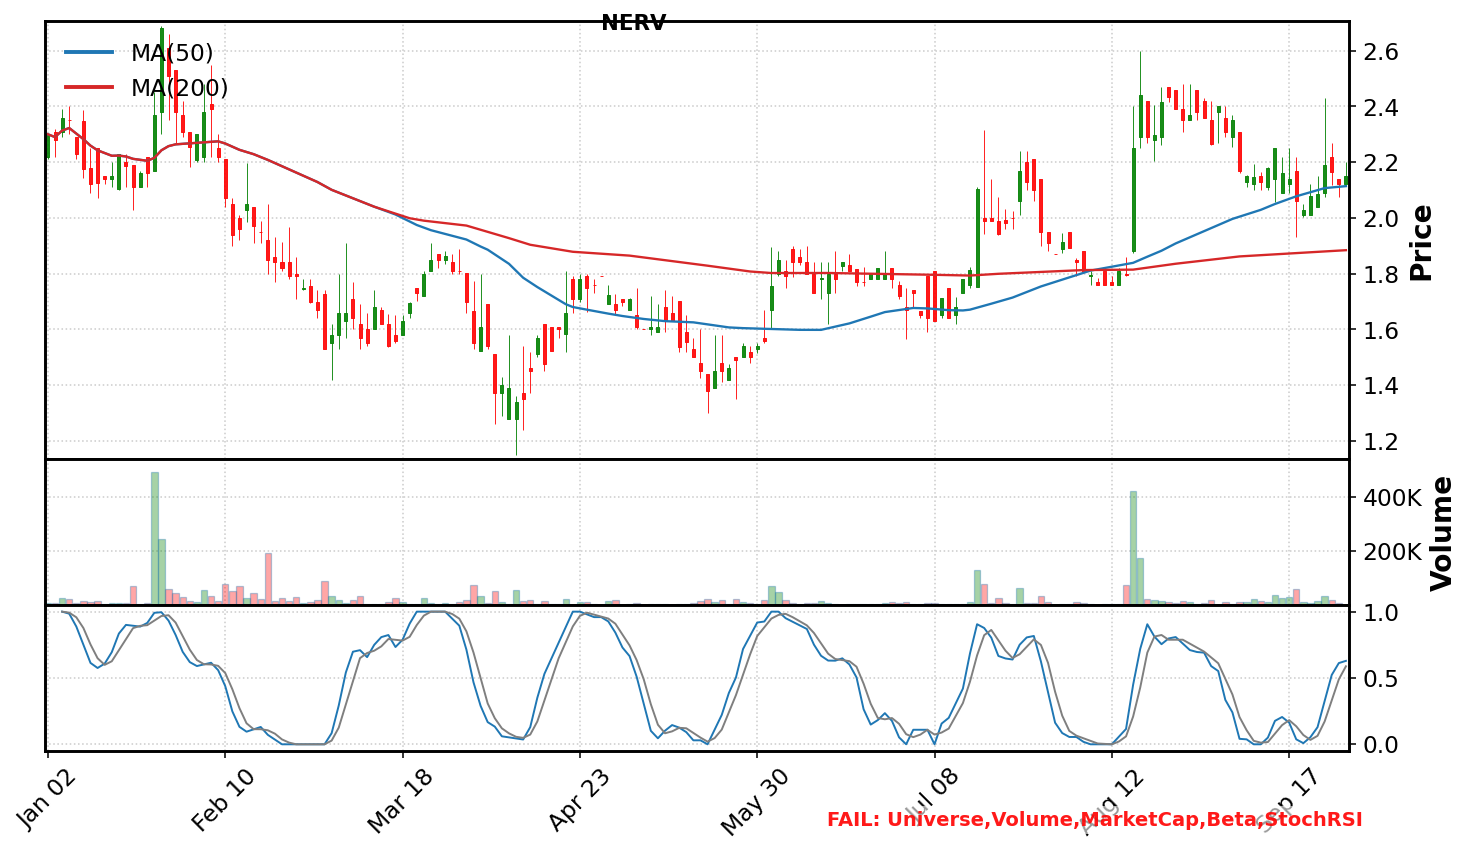 NERV
MA(50)
MA(200)
2.6
2.4
2.2
2.0
1.8
1.6
1.4
1.2
Price
400K
200K
Volume
1.0
0.5
0.0
Jan 02
Feb 10
Mar 18
Apr 23
May 30
Jul 08
Aug 12
Sep 17
FAIL: Universe,Volume,MarketCap,Beta,StochRSI